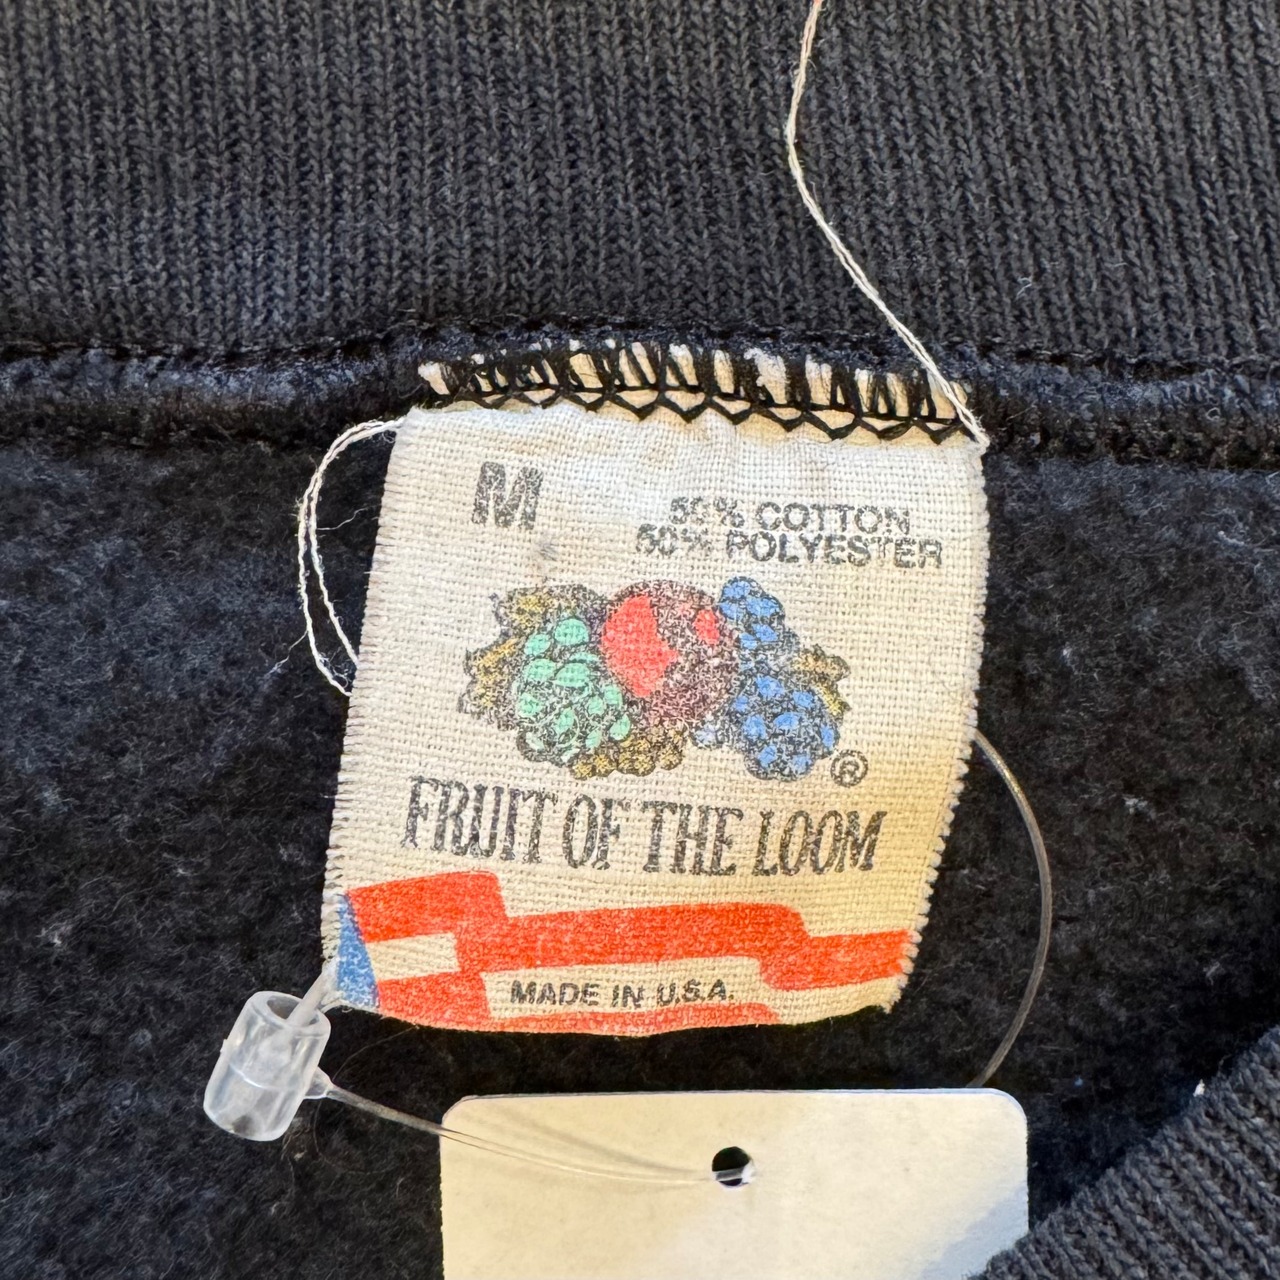 M
50% COTTON
50% POLYESTER
®
FRUIT OF THE LOOM
MADE IN U.S.A.